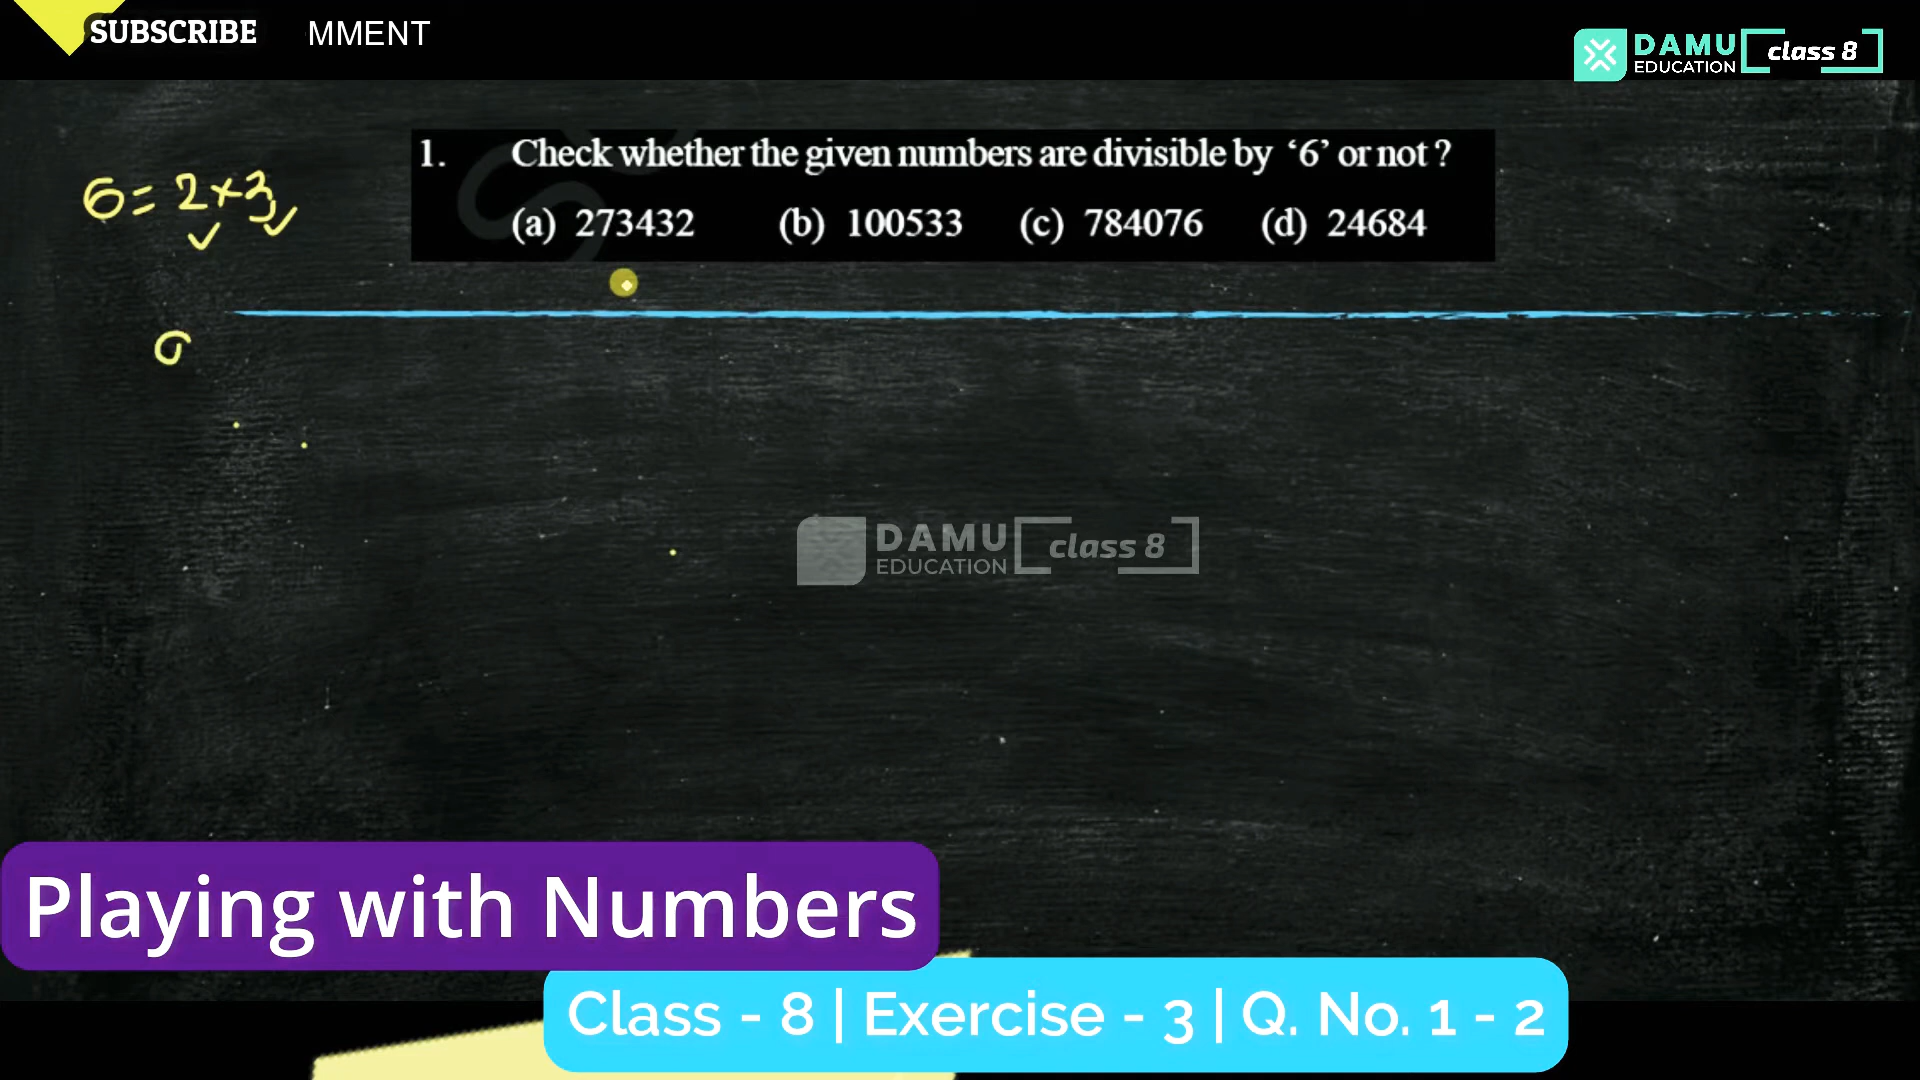 SUBSCRIBE MMENT
DAMU EDUCATION class 8
1. Check whether the given numbers are divisible by ‘6’ or not ?
(a) 273432 (b) 100533 (c) 784076 (d) 24684
6 = 2 × 3
DAMU EDUCATION class 8
Playing with Numbers
Class - 8 | Exercise - 3 | Q. No. 1 - 2